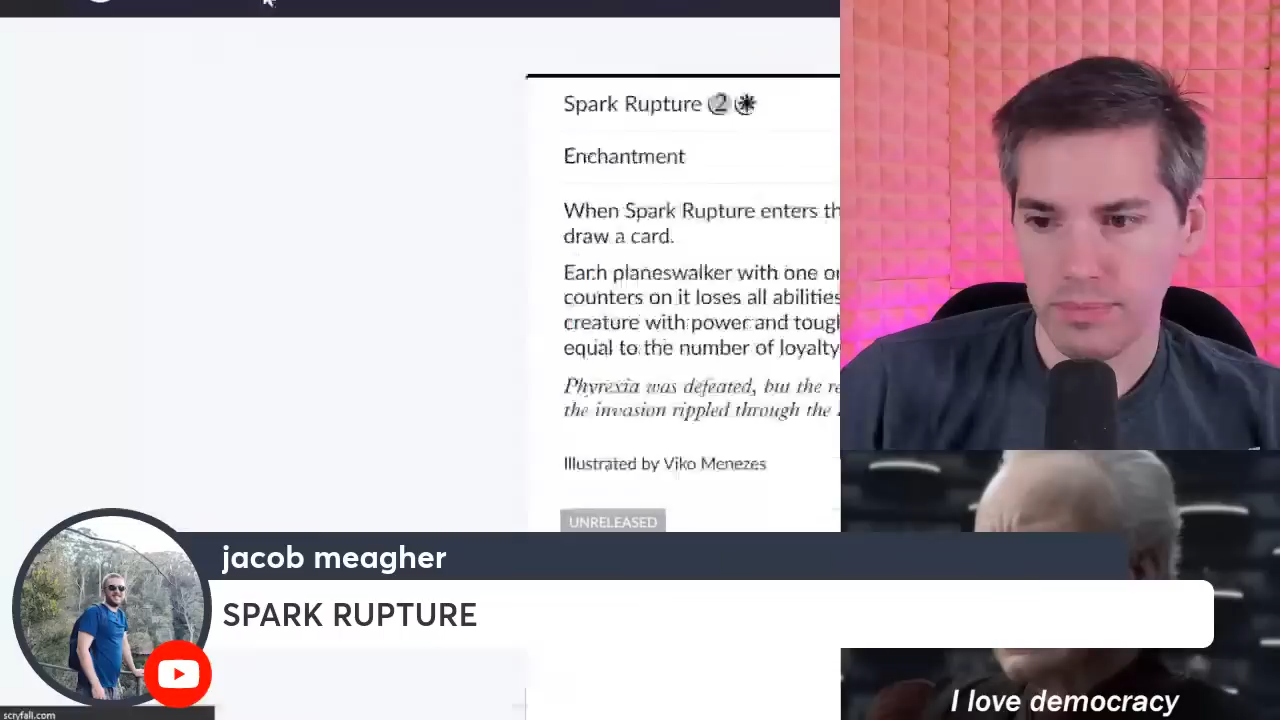 Spark Rupture 2
Enchantment
When Spark Rupture enters th
draw a card.
Each planeswalker with one or
counters on it loses all abilities
creature with power and toug
equal to the number of loyalty
Phyrexia was defeated, but the re
the invasion rippled through the
Illustrated by Viko Menezes
UNRELEASED
jacob meagher
SPARK RUPTURE
I love democracy
scryfall.com